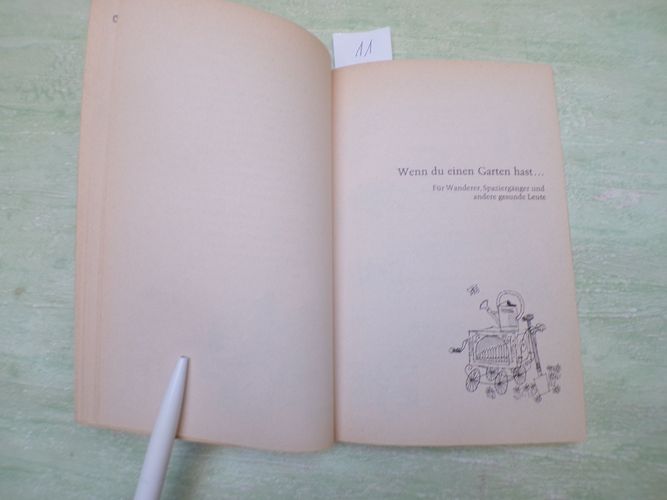 11
Wenn du einen Garten hast...
Für Wanderer, Spaziergänger und
andere gesunde Leute